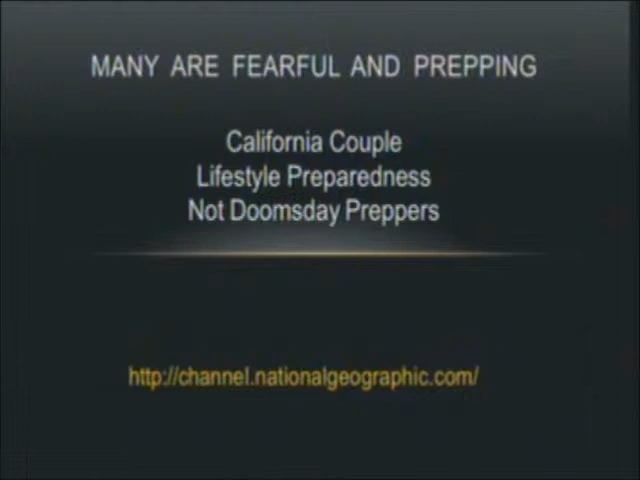 MANY ARE FEARFUL AND PREPPING
California Couple
Lifestyle Preparedness
Not Doomsday Preppers
http://channel.nationalgeographic.com/